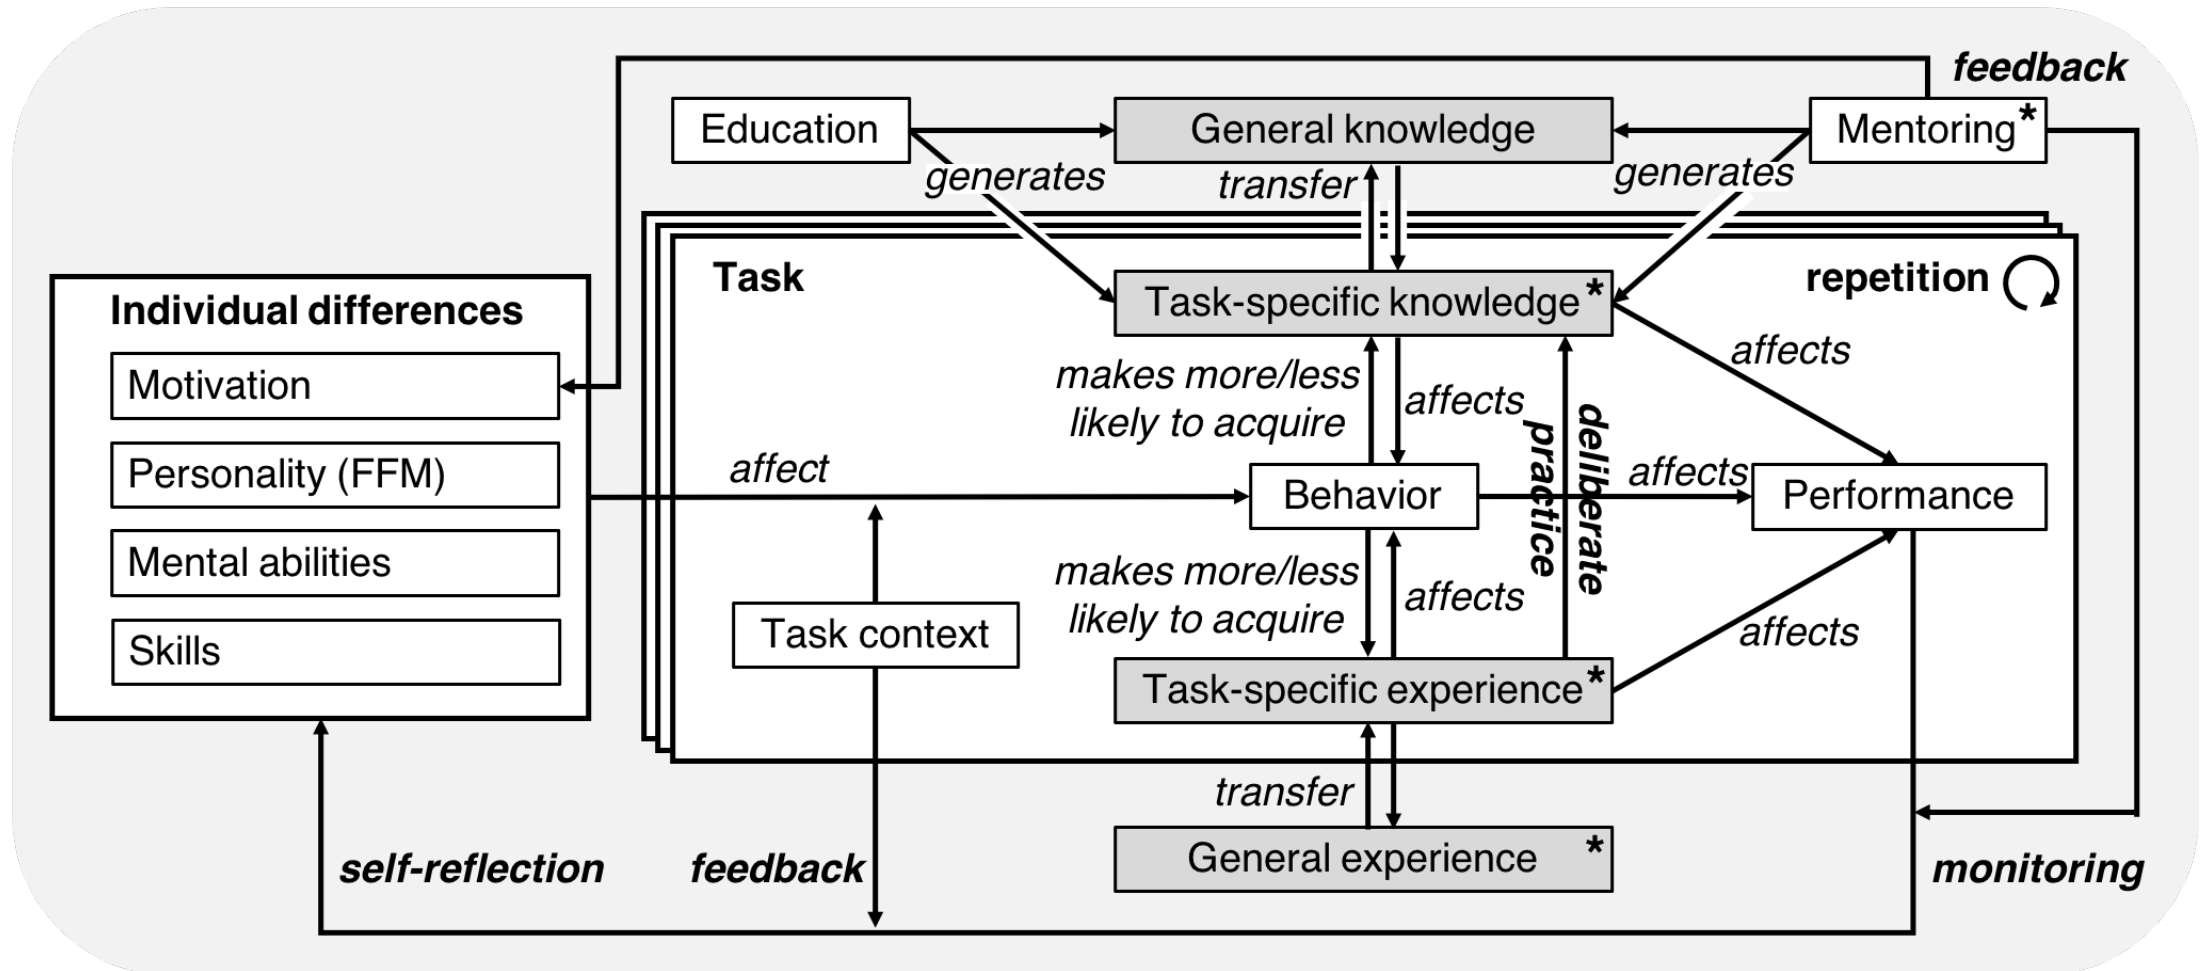 feedback
Education
General knowledge
Mentoring*
generates
transfer
generates
Task
repetition
Task-specific knowledge*
Individual differences
Motivation
Personality (FFM)
Mental abilities
Skills
affects
makes more/less
likely to acquire
affects
deliberate
practice
affect
Behavior
affects
Performance
makes more/less
likely to acquire
affects
Task context
affects
Task-specific experience*
transfer
General experience *
self-reflection
feedback
monitoring